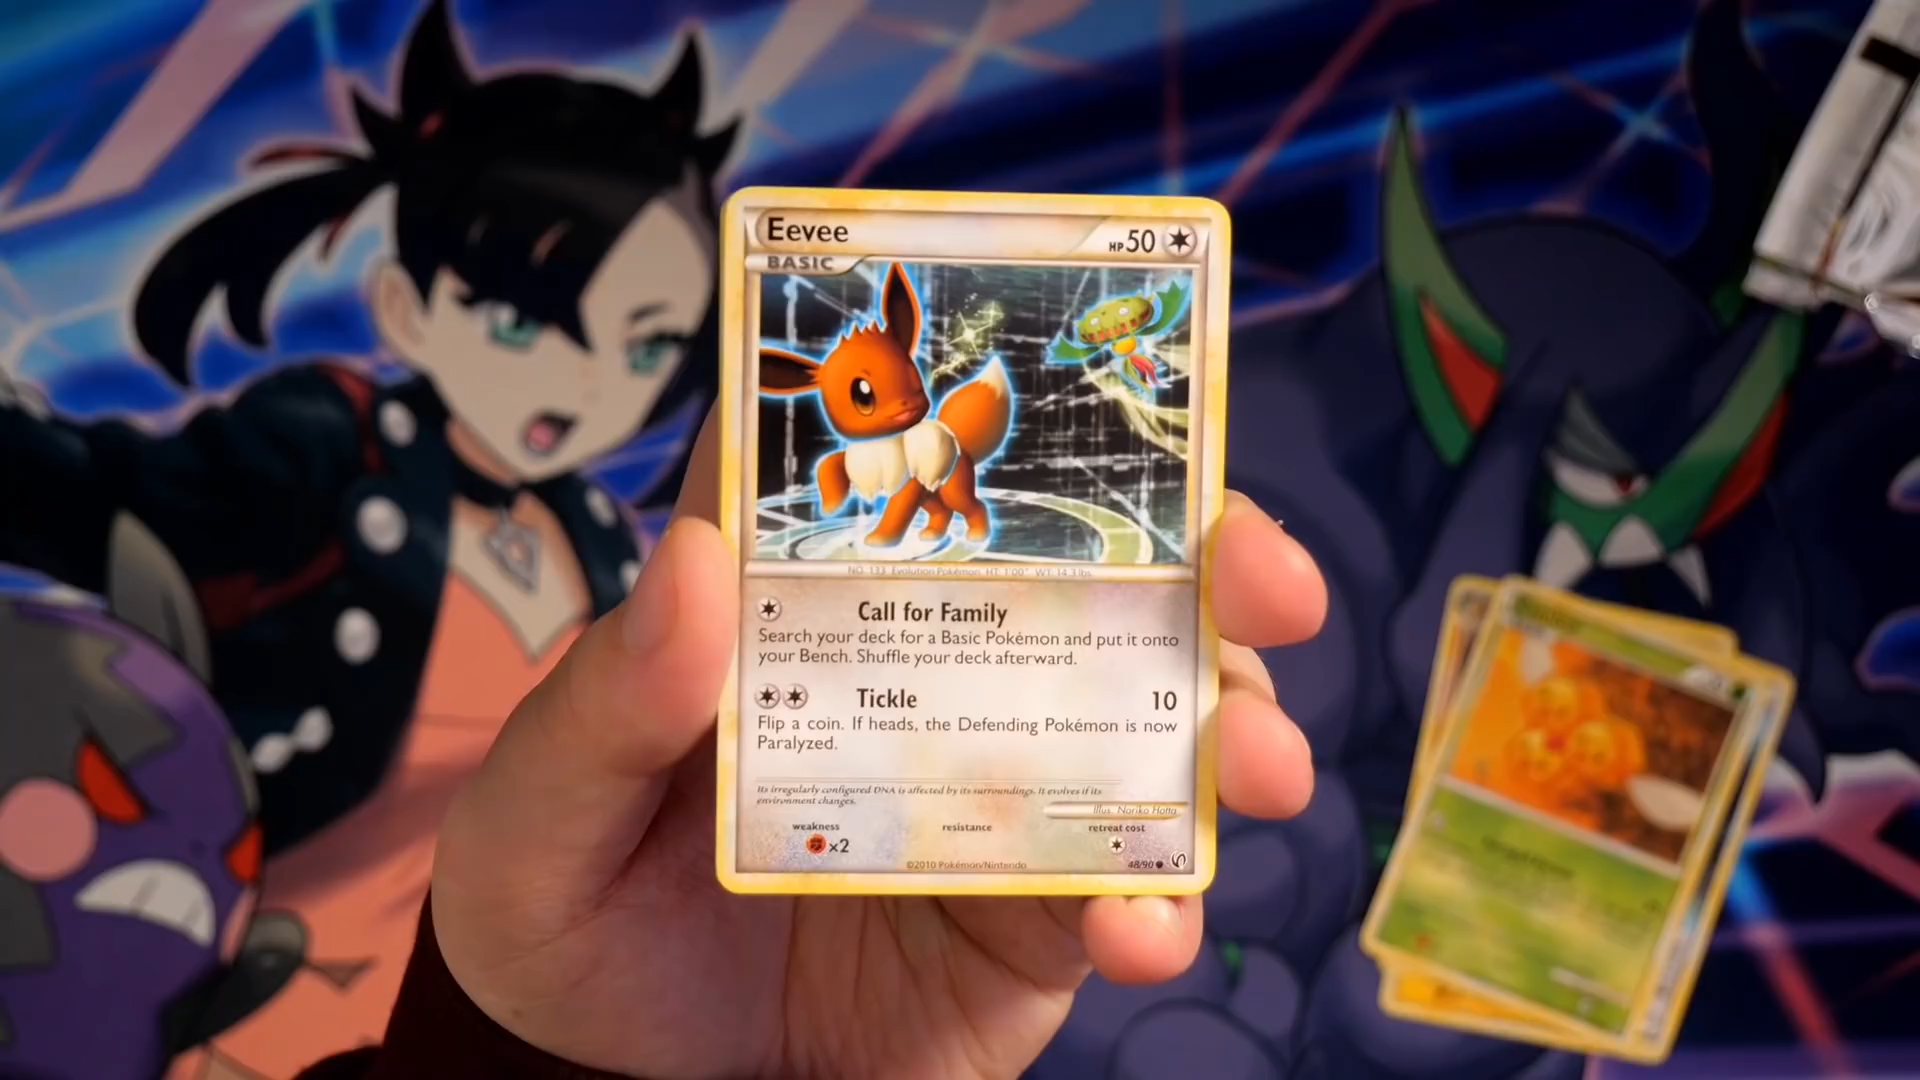 Eevee
HP 50
BASIC
NO. 133 Evolution Pokémon HT: 1'00" WT: 14.3 lbs.
Call for Family
Search your deck for a Basic Pokémon and put it onto
your Bench. Shuffle your deck afterward.
Tickle 10
Flip a coin. If heads, the Defending Pokémon is now
Paralyzed.
Its irregularly configured DNA is affected by its surroundings. It evolves if its
environment changes.
Illus. Noriko Hotta
weakness resistance retreat cost
×2
©2010 Pokémon/Nintendo
48/90